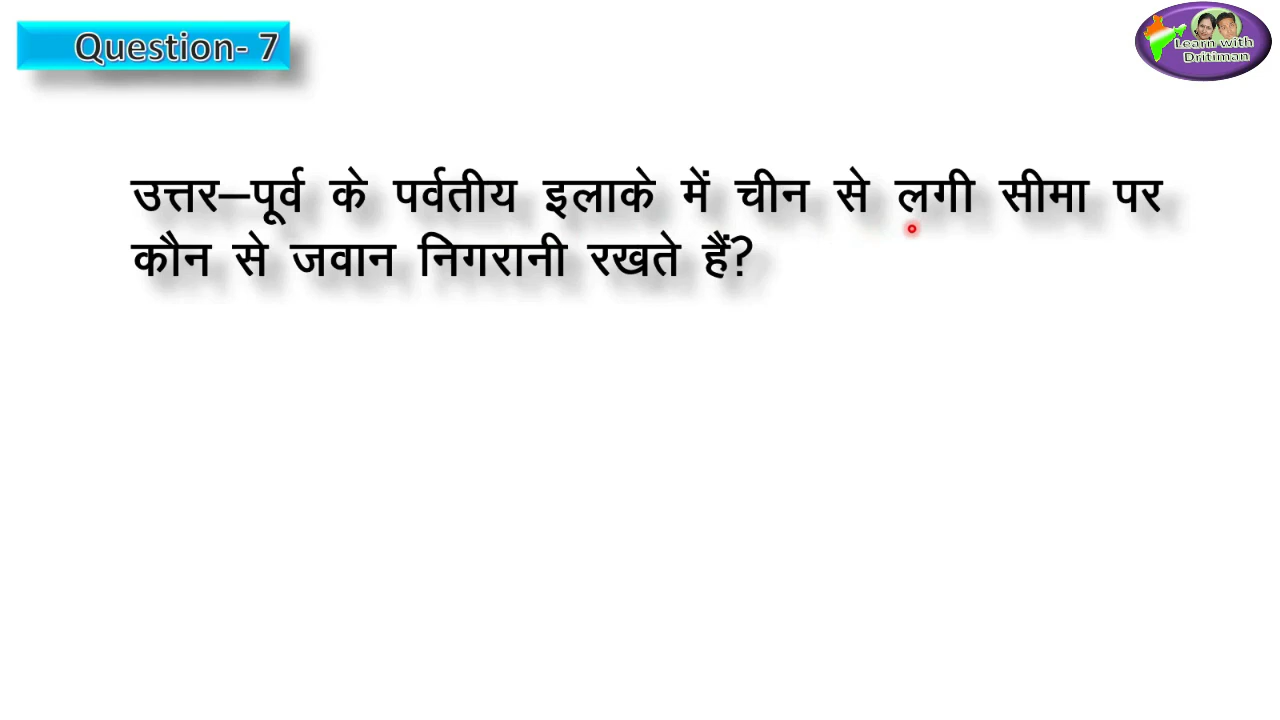 Question- 7
Learn with
Dritiman
उत्तर–पूर्व के पर्वतीय इलाके में चीन से लगी सीमा पर
कौन से जवान निगरानी रखते हैं?